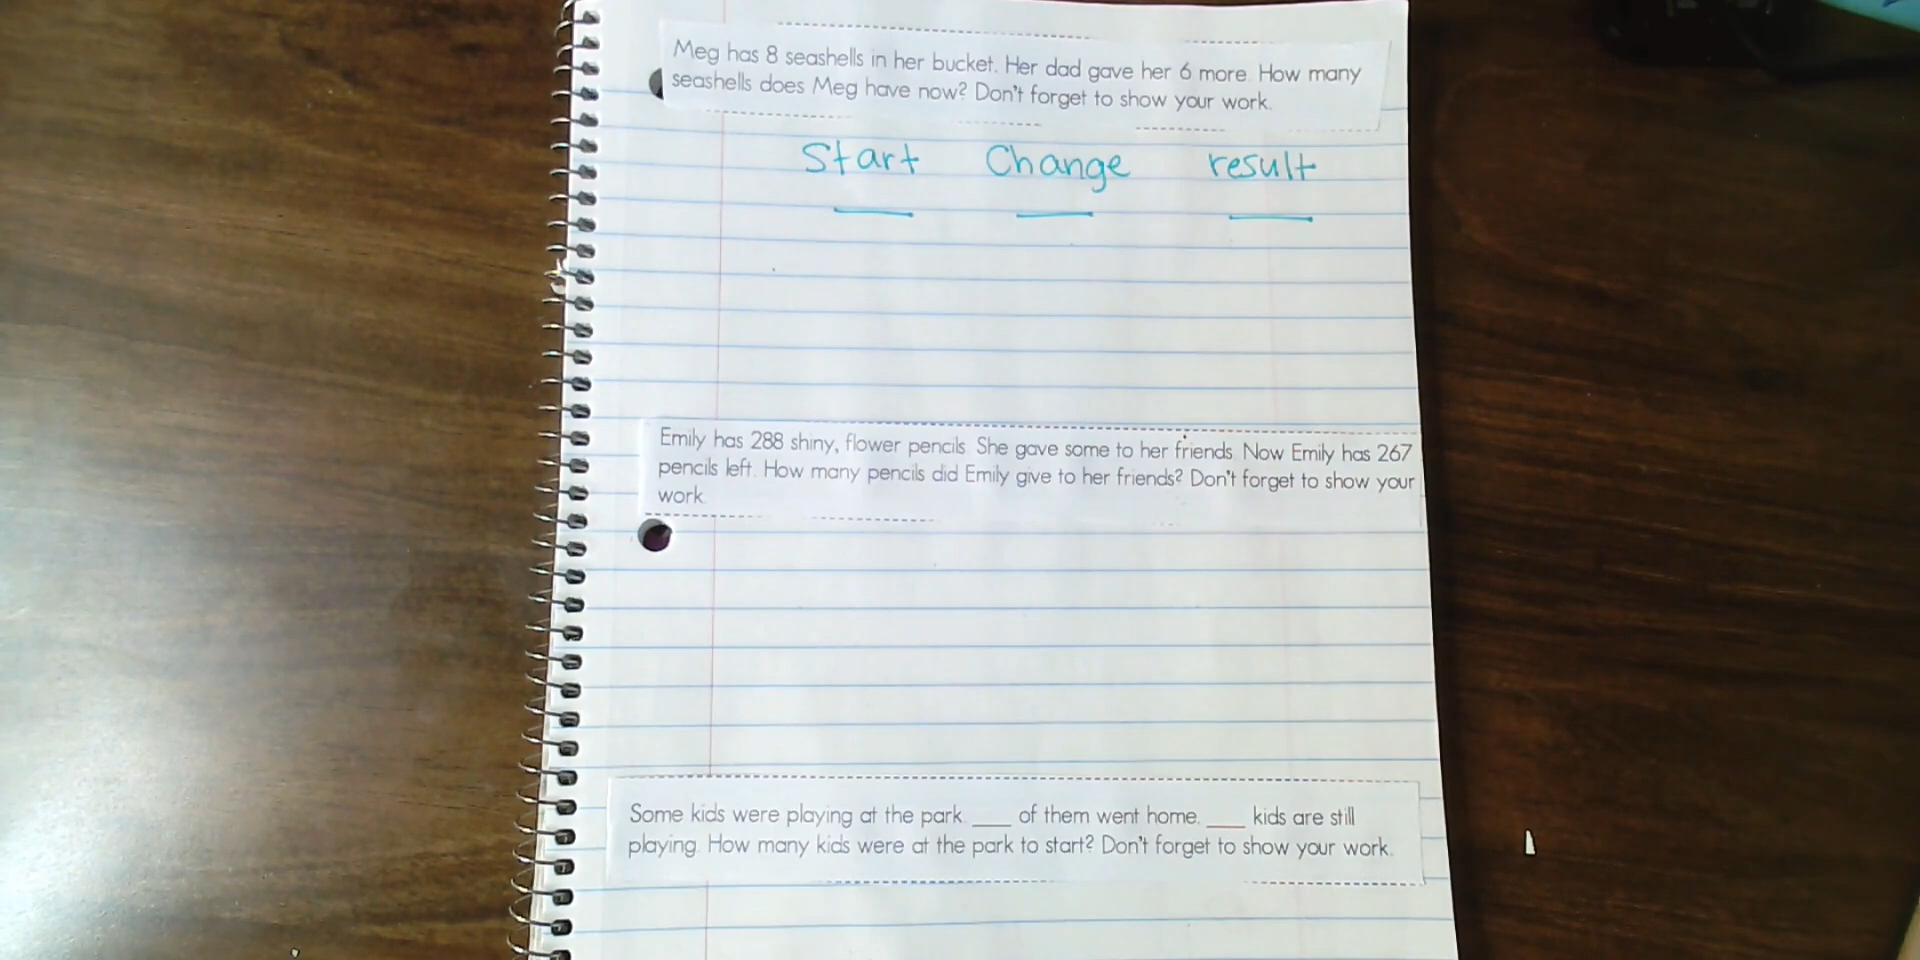 Meg has 8 seashells in her bucket. Her dad gave her 6 more. How many
seashells does Meg have now? Don't forget to show your work.
Start Change result
Emily has 288 shiny, flower pencils. She gave some to her friends. Now Emily has 267
pencils left. How many pencils did Emily give to her friends? Don't forget to show your
work.
Some kids were playing at the park. ___ of them went home. ___ kids are still
playing. How many kids were at the park to start? Don't forget to show your work.